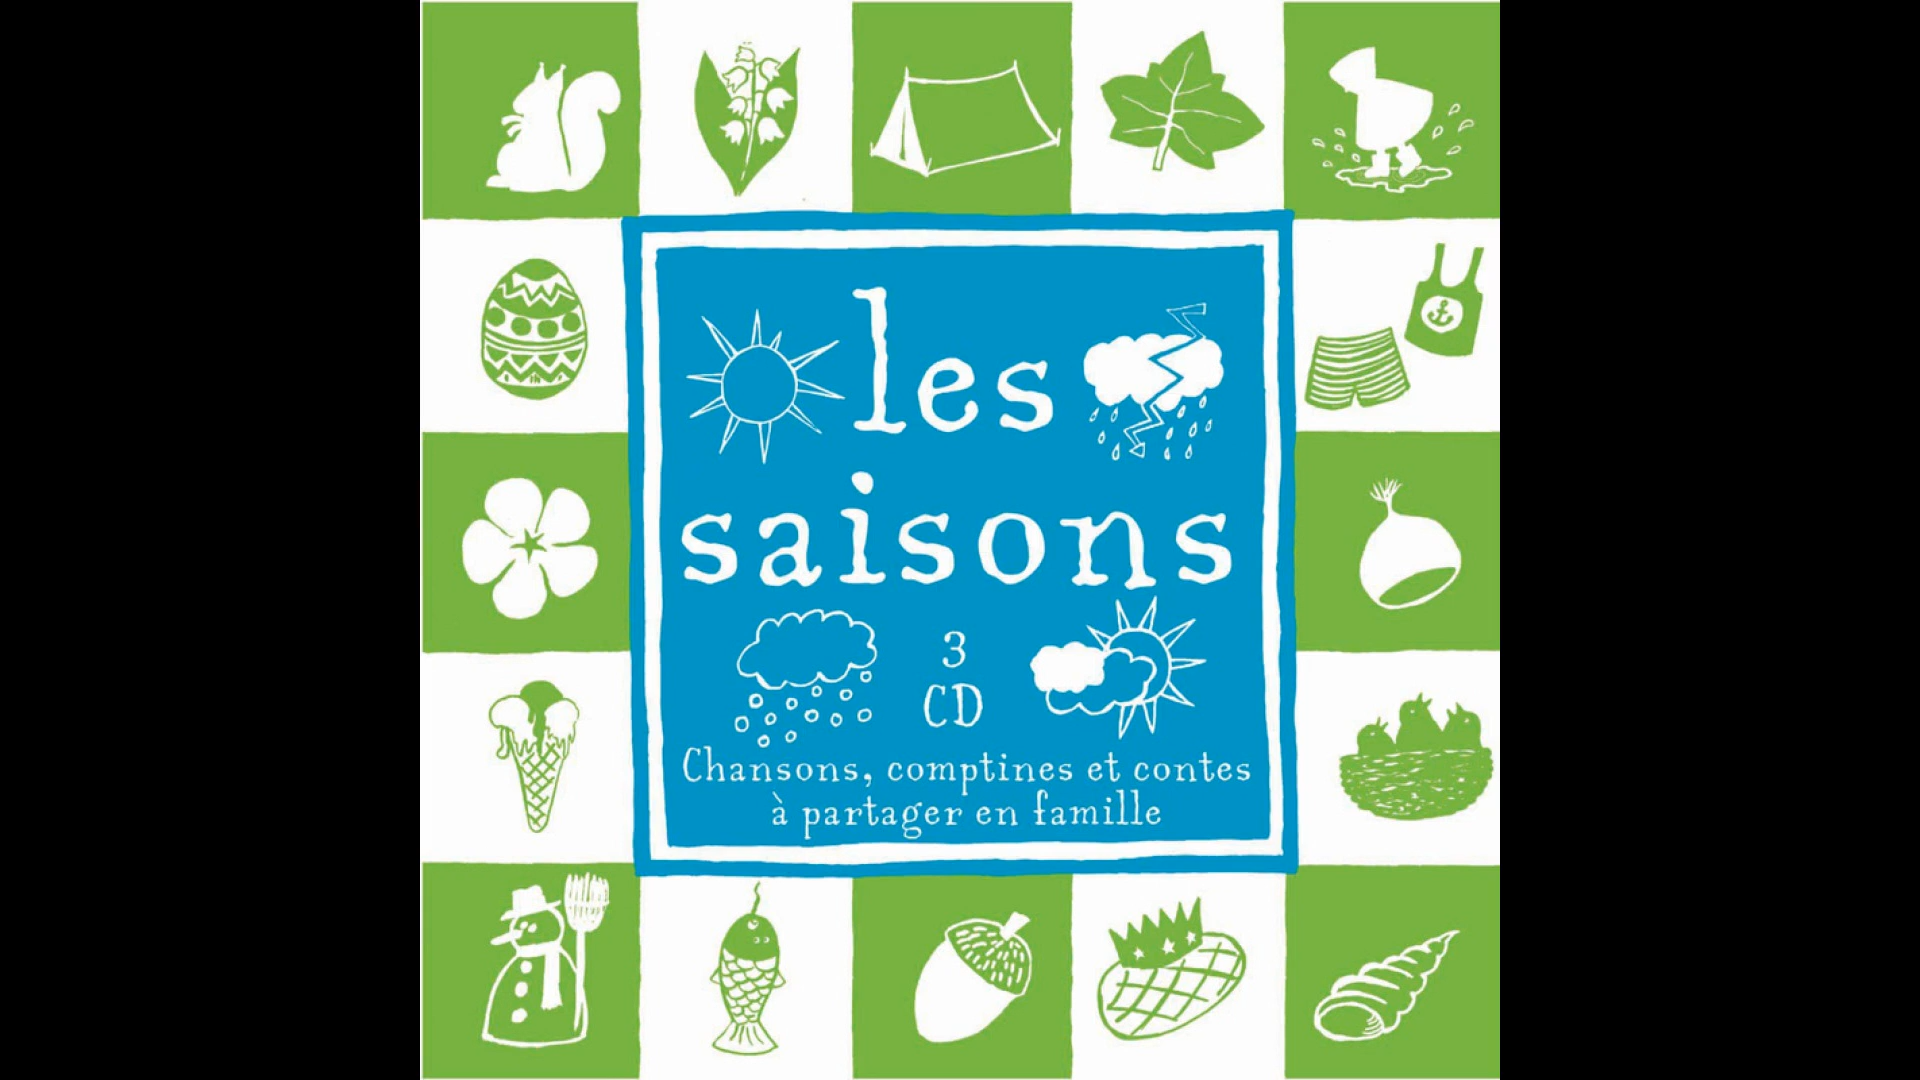 les
saisons
3
CD
Chansons, comptines et contes
à partager en famille